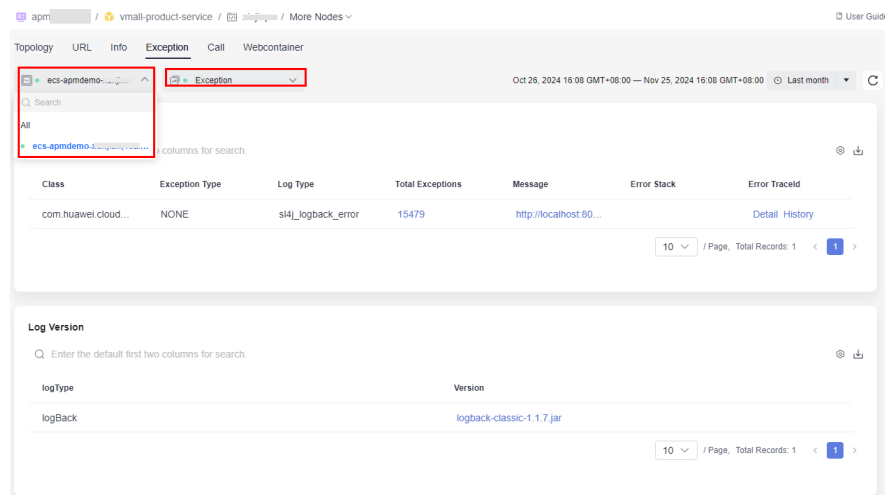 apm / vmall-product-service / / More Nodes User Guide
Topology URL Info Exception Call Webcontainer
ecs-apmdemo- Exception Oct 26, 2024 16:08 GMT+08:00 — Nov 25, 2024 16:08 GMT+08:00 Last month
Search
All
ecs-apmdemo- columns for search.
Class Exception Type Log Type Total Exceptions Message Error Stack Error TraceId
com.huawei.cloud... NONE sl4j_logback_error 15479 http://localhost:80... Detail History
10 / Page, Total Records: 1 < 1 >
Log Version
Enter the default first two columns for search.
logType Version
logBack logback-classic-1.1.7.jar
10 / Page, Total Records: 1 < 1 >